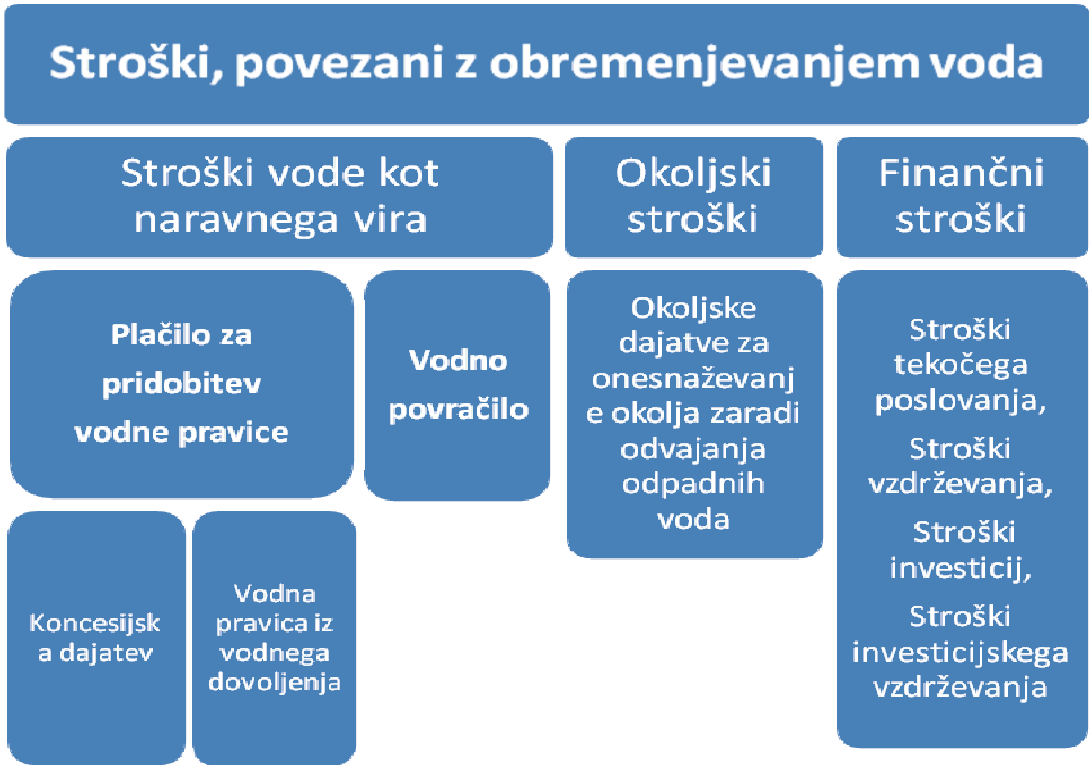 Stroški, povezani z obremenjevanjem voda
Stroški vode kot
naravnega vira
Okoljski
stroški
Finančni
stroški
Plačilo za
pridobitev
vodne pravice
Vodno
povračilo
Okoljske
dajatve za
onesnaževanj
e okolja zaradi
odvajanja
odpadnih
voda
Stroški
tekočega
poslovanja,
Stroški
vzdrževanja,
Stroški
investicij,
Stroški
investicijskega
vzdrževanja
Koncesijsk
a dajatev
Vodna
pravica iz
vodnega
dovoljenja